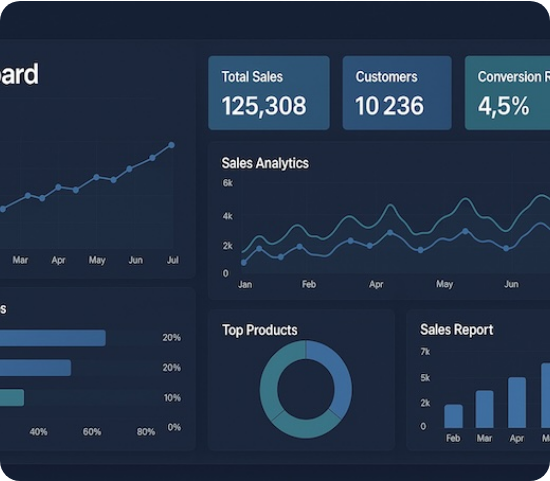 ard
Mar Apr May Jun Jul
s
20%
20%
10%
0%
40% 60% 80%
Total Sales
125,308
Customers
10 236
Conversion R
4,5%
Sales Analytics
6k
4k
2k
0
Jan Feb Apr May Jun
Top Products
Sales Report
7k
5k
2k
0
Feb Mar Apr M